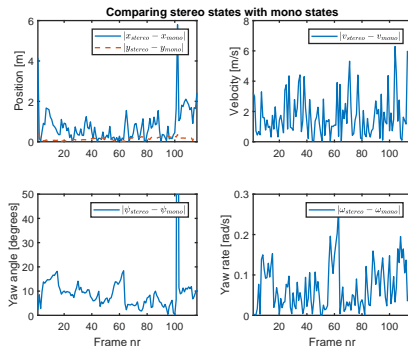 Comparing stereo states with mono states
Position [m]
6
4
2
0
|x_stereo − x_mono|
|y_stereo − y_mono|
20 40 60 80 100
Velocity [m/s]
8
6
4
2
0
|v_stereo − v_mono|
20 40 60 80 100
Yaw angle [degrees]
50
40
30
20
10
0
|ψ_stereo − ψ_mono|
20 40 60 80 100
Frame nr
Yaw rate [rad/s]
0.3
0.2
0.1
0
|ω_stereo − ω_mono|
20 40 60 80 100
Frame nr